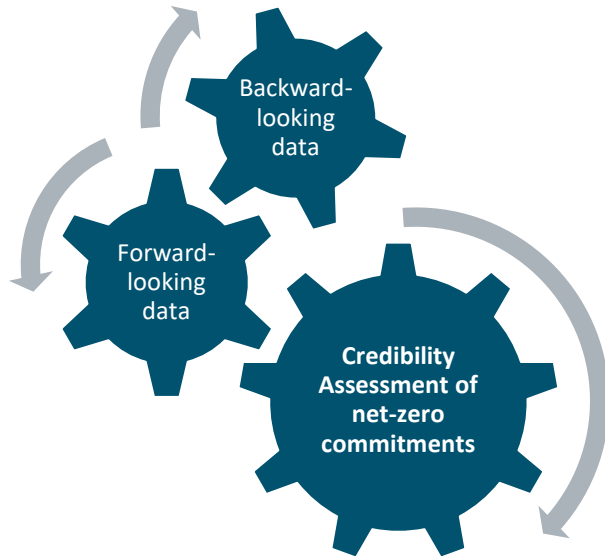 Backward-
looking
data
Forward-
looking
data
Credibility
Assessment of
net-zero
commitments